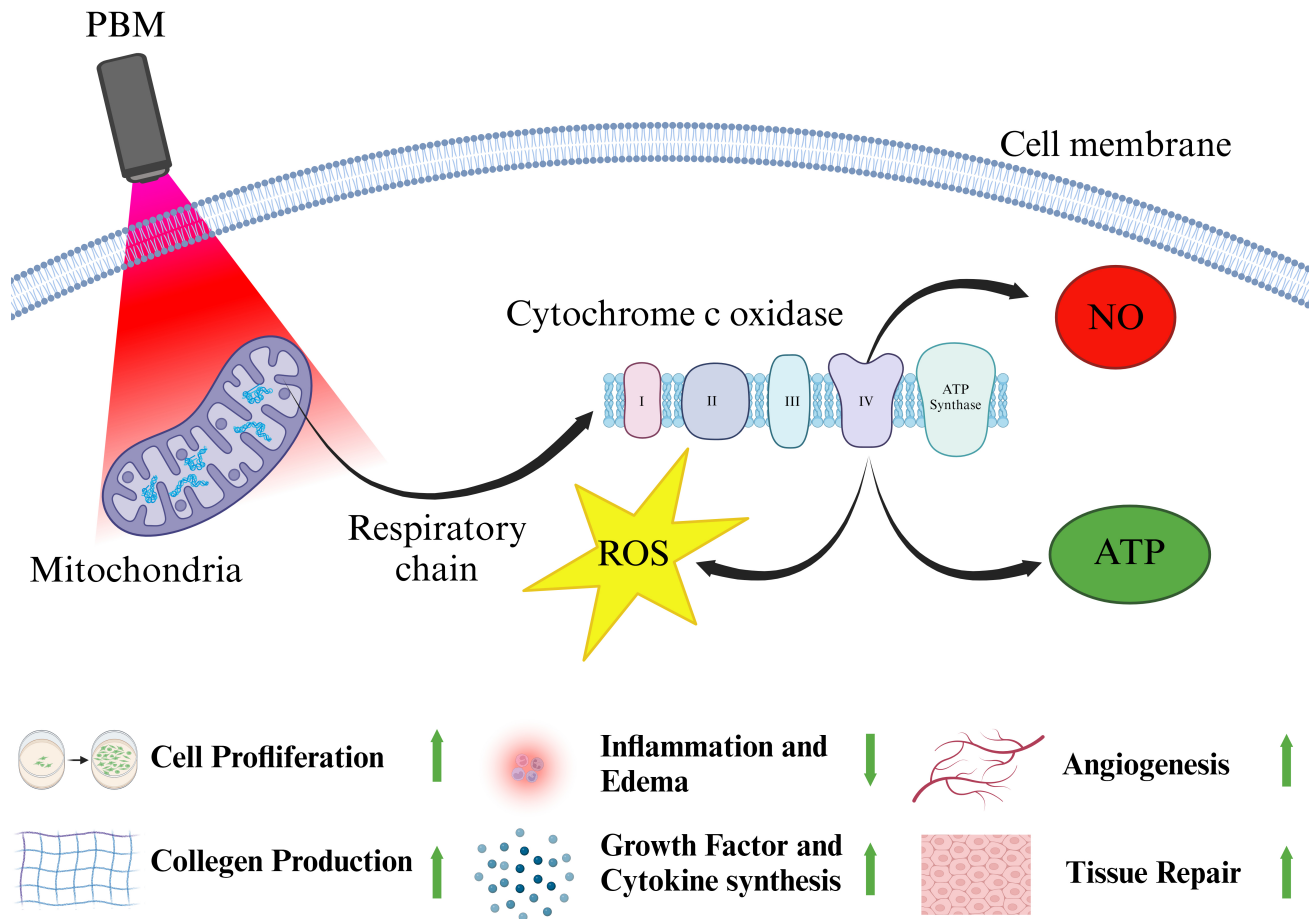 PBM
Cell membrane
Cytochrome c oxidase
NO
I
II
III
IV
ATP
Synthase
Respiratory
chain
Mitochondria
ROS
ATP
Cell Profliferation
Inflammation and
Edema
Angiogenesis
Collagen Production
Growth Factor and
Cytokine synthesis
Tissue Repair